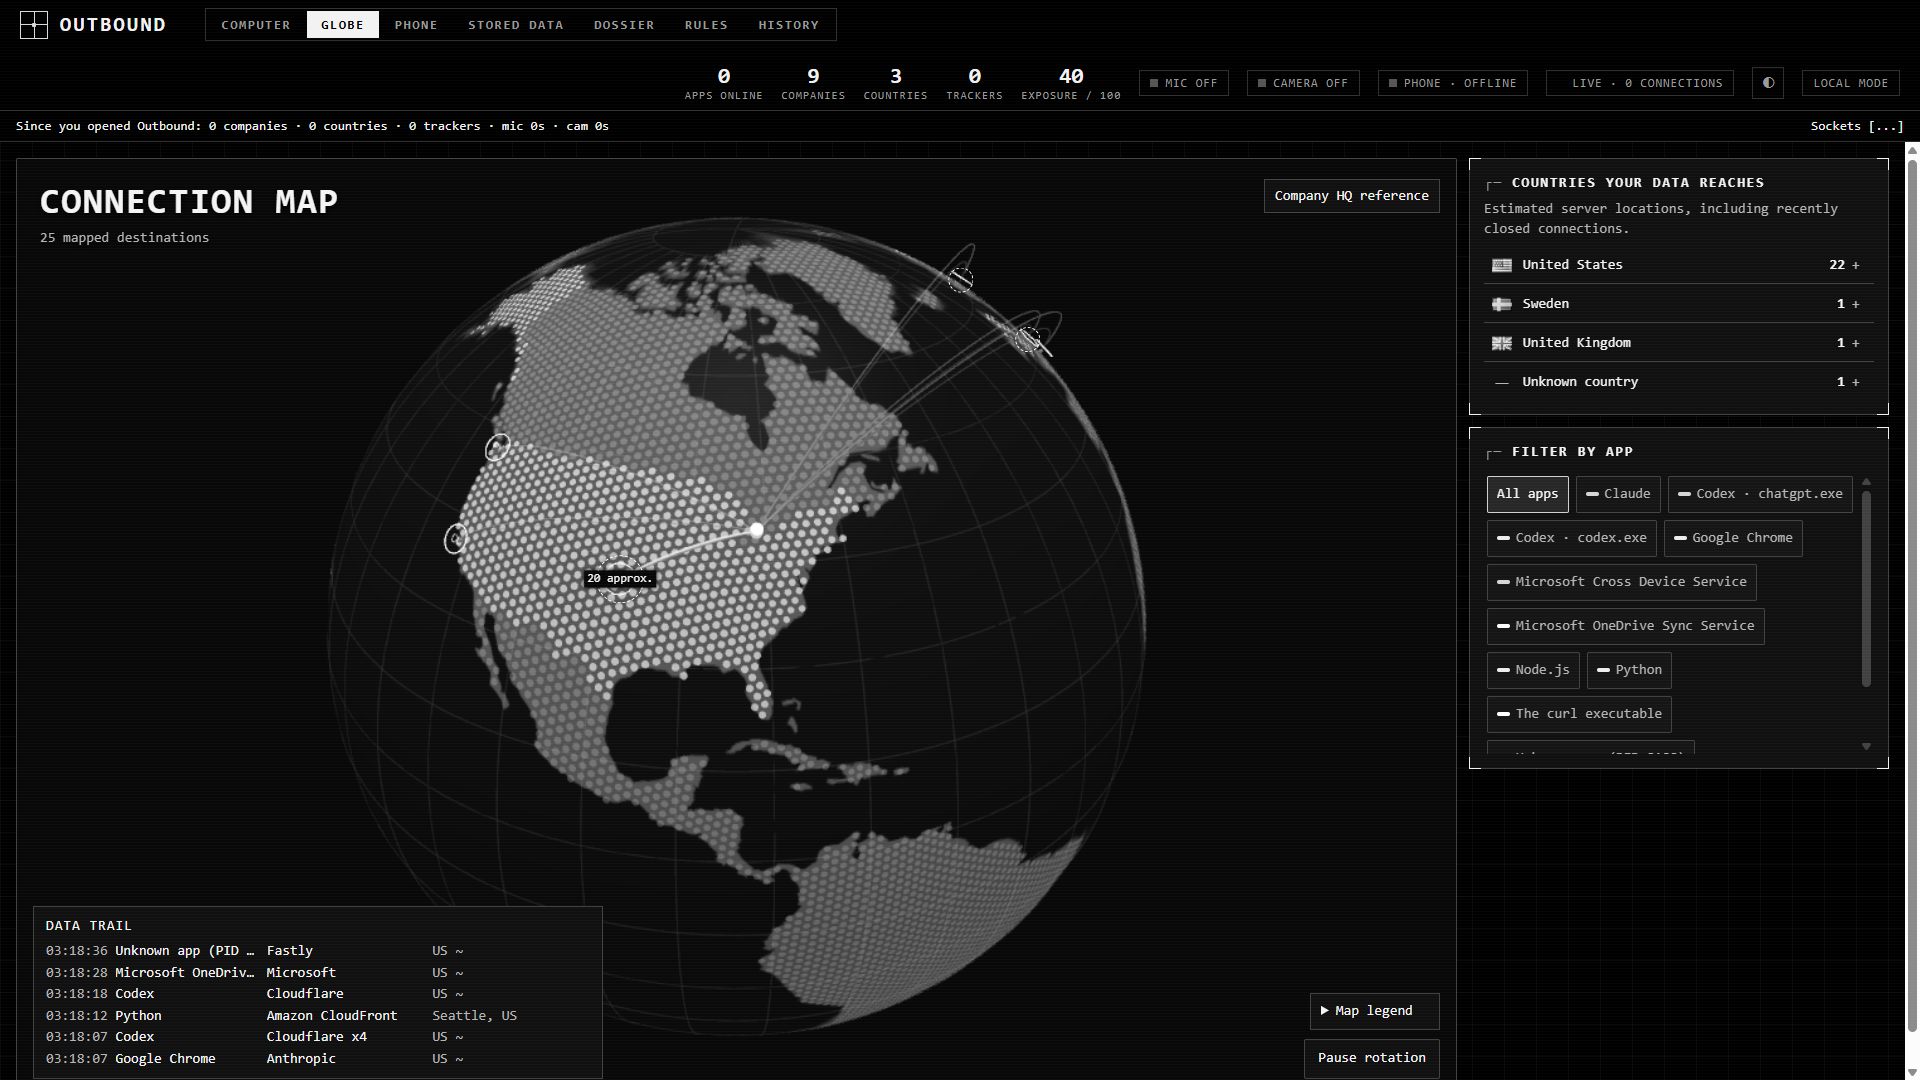 OUTBOUND
COMPUTER GLOBE PHONE STORED DATA DOSSIER RULES HISTORY
0 9 3 0 40
APPS ONLINE COMPANIES COUNTRIES TRACKERS EXPOSURE / 100
MIC OFF CAMERA OFF PHONE · OFFLINE LIVE · 0 CONNECTIONS LOCAL MODE
Since you opened Outbound: 0 companies · 0 countries · 0 trackers · mic 0s · cam 0s
Sockets [...]
CONNECTION MAP
25 mapped destinations
Company HQ reference
20 approx.
DATA TRAIL
03:18:36 Unknown app (PID … Fastly US ~
03:18:28 Microsoft OneDriv… Microsoft US ~
03:18:18 Codex Cloudflare US ~
03:18:12 Python Amazon CloudFront Seattle, US
03:18:07 Codex Cloudflare x4 US ~
03:18:07 Google Chrome Anthropic US ~
▶ Map legend
Pause rotation
COUNTRIES YOUR DATA REACHES
Estimated server locations, including recently
closed connections.
United States 22 +
Sweden 1 +
United Kingdom 1 +
— Unknown country 1 +
FILTER BY APP
All apps Claude Codex · chatgpt.exe
Codex · codex.exe Google Chrome
Microsoft Cross Device Service
Microsoft OneDrive Sync Service
Node.js Python
The curl executable